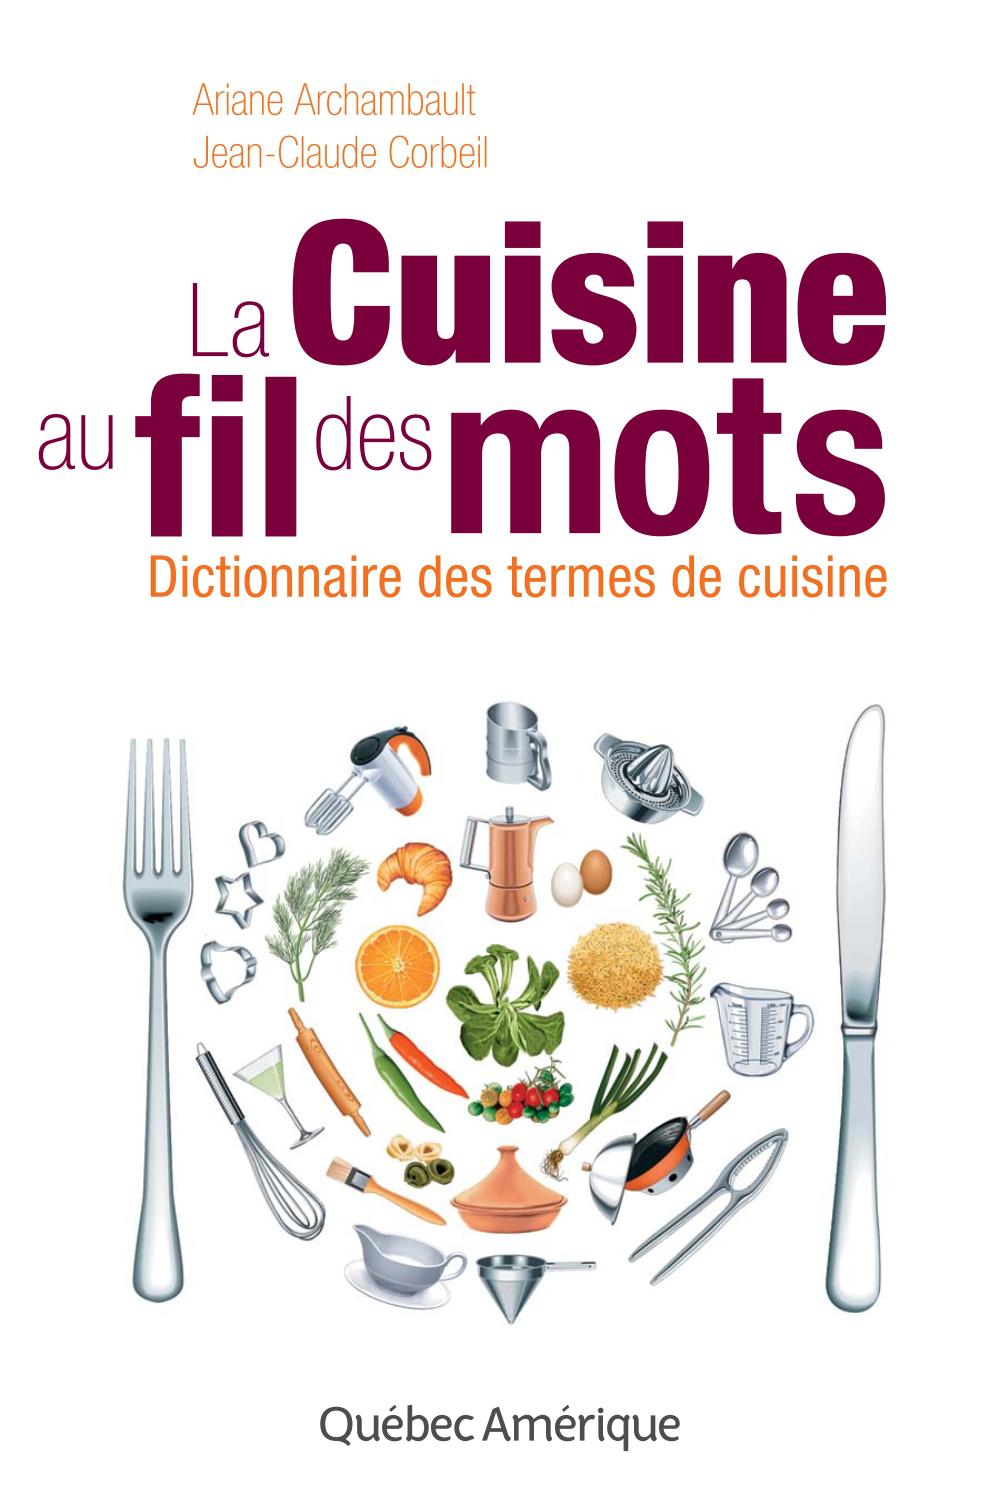 Ariane Archambault
Jean-Claude Corbeil
La Cuisine
au fil des mots
Dictionnaire des termes de cuisine
Québec Amérique